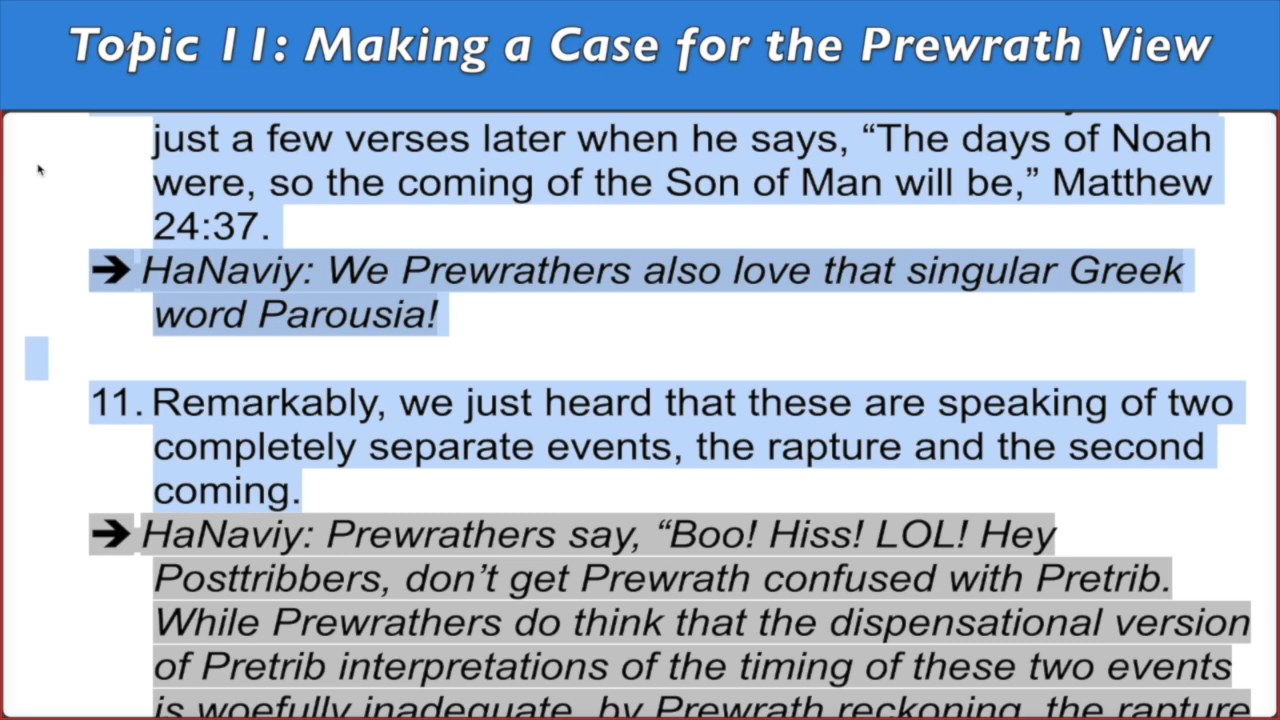 Topic 11: Making a Case for the Prewrath View
just a few verses later when he says, “The days of Noah
were, so the coming of the Son of Man will be,” Matthew
24:37.
➔ HaNaviy: We Prewrathers also love that singular Greek
word Parousia!
11. Remarkably, we just heard that these are speaking of two
completely separate events, the rapture and the second
coming.
➔ HaNaviy: Prewrathers say, “Boo! Hiss! LOL! Hey
Posttribbers, don’t get Prewrath confused with Pretrib.
While Prewrathers do think that the dispensational version
of Pretrib interpretations of the timing of these two events
is woefully inadequate, by Prewrath reckoning, the rapture